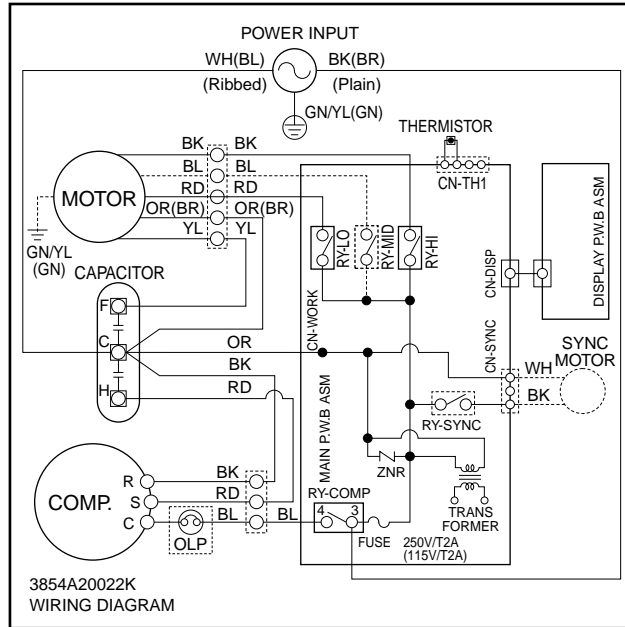 POWER INPUT
WH(BL) BK(BR)
(Ribbed) (Plain)
GN/YL(GN)
THERMISTOR
BK BK
BL BL
CN-TH1
RD RD
MOTOR
OR(BR) OR(BR)
YL YL
GN/YL
(GN)
RY-LO
RY-MID
RY-HI
CN-DISP
DISPLAY P.W.B ASM
CAPACITOR
F
C
H
OR
BK
RD
CN-WORK
CN-SYNC
SYNC
MOTOR
WH
BK
RY-SYNC
MAIN P.W.B ASM
ZNR
COMP.
R BK
S RD
C BL BL
OLP
RY-COMP
4 3
FUSE
TRANS
FORMER
250V/T2A
(115V/T2A)
3854A20022K
WIRING DIAGRAM